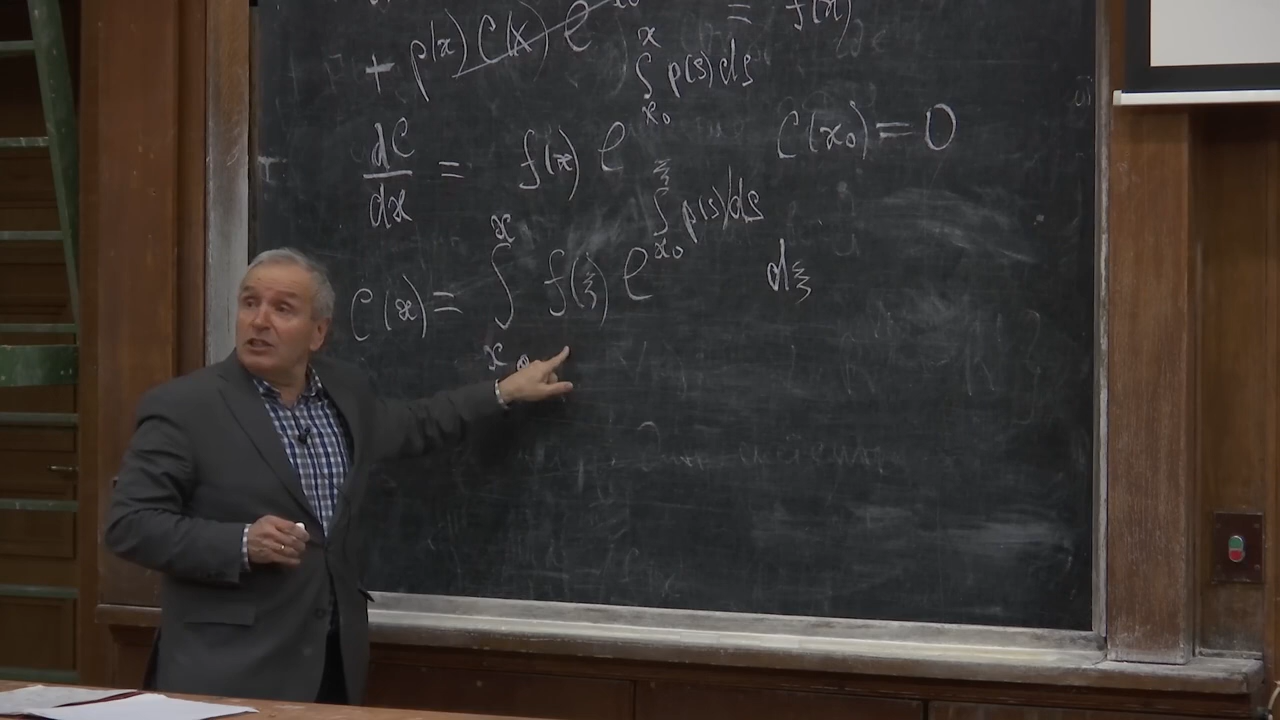 + p(x) C(x) e = f(x)
dC/dx = f(x) e^{∫_{x₀}^{x} p(s)ds} C(x₀) = 0
C(x) = ∫_{x₀}^{x} f(ξ) e^{∫_{x₀}^{ξ} p(s)ds} dξ